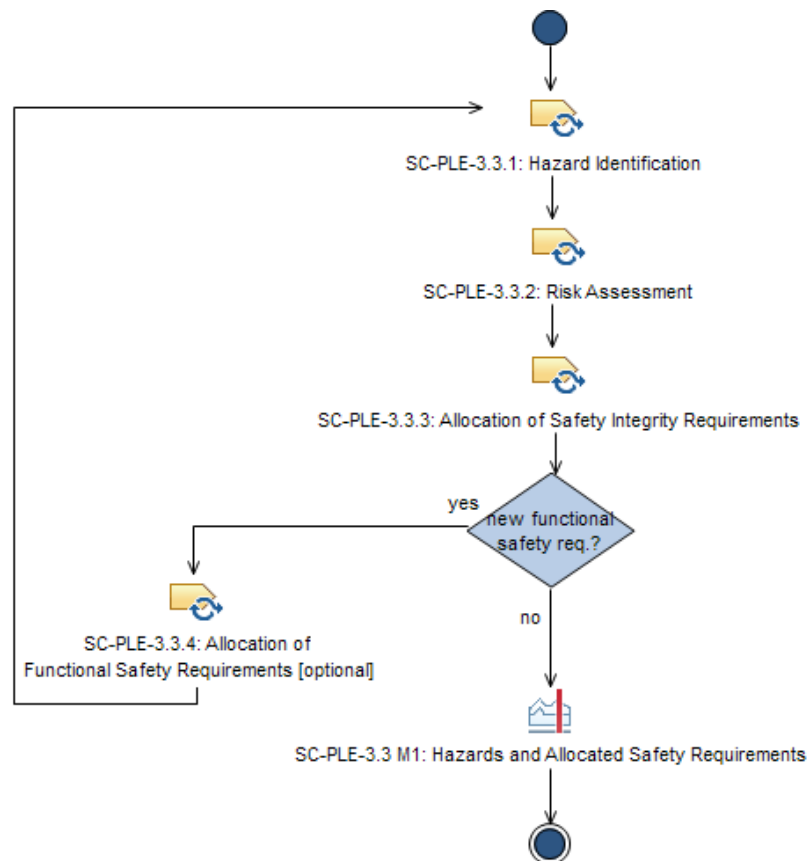 SC-PLE-3.3.1: Hazard Identification
SC-PLE-3.3.2: Risk Assessment
SC-PLE-3.3.3: Allocation of Safety Integrity Requirements
yes
new functional
safety req.?
no
SC-PLE-3.3.4: Allocation of
Functional Safety Requirements [optional]
SC-PLE-3.3 M1: Hazards and Allocated Safety Requirements